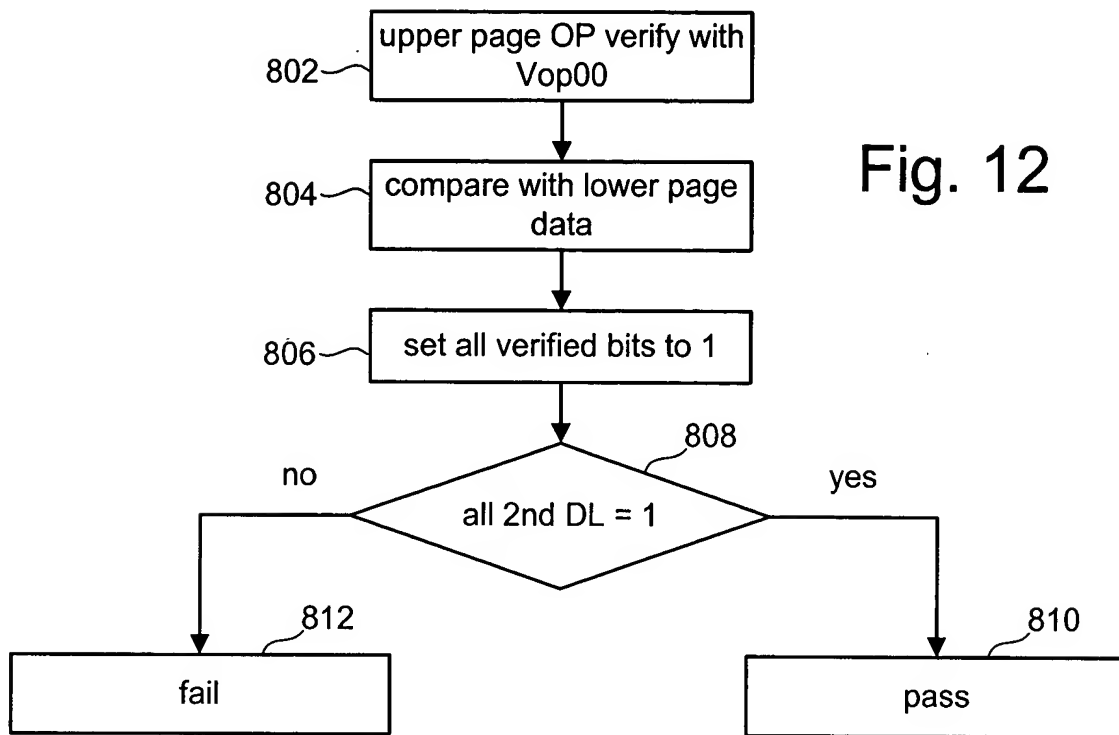 upper page OP verify with
Vop00
802
Fig. 12
compare with lower page
data
804
set all verified bits to 1
806
808
no
yes
all 2nd DL = 1
812
810
fail
pass